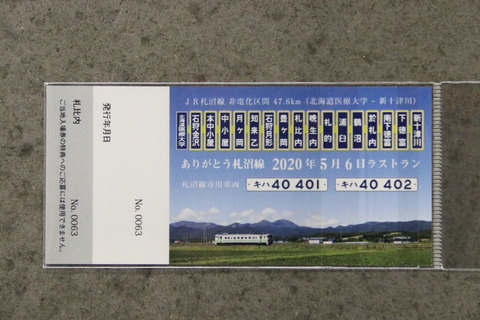 JR札沼線 非電化区間 47.6km (北海道医療大学 - 新十津川)
北海道医療大学
石狩金沢
本中小屋
中小屋
月ヶ岡
知来乙
石狩月形
豊ヶ岡
札比内
晩生内
札的
浦臼
鶴沼
於札内
南下徳富
下徳富
新十津川
ありがとう札沼線 2020年5月6日ラストラン
札沼線専用車両 キハ40 401 キハ40 402
発行年月日
No. 0063
札比内 No. 0063
ご当地入場券の特典へのご応募には使用できません。